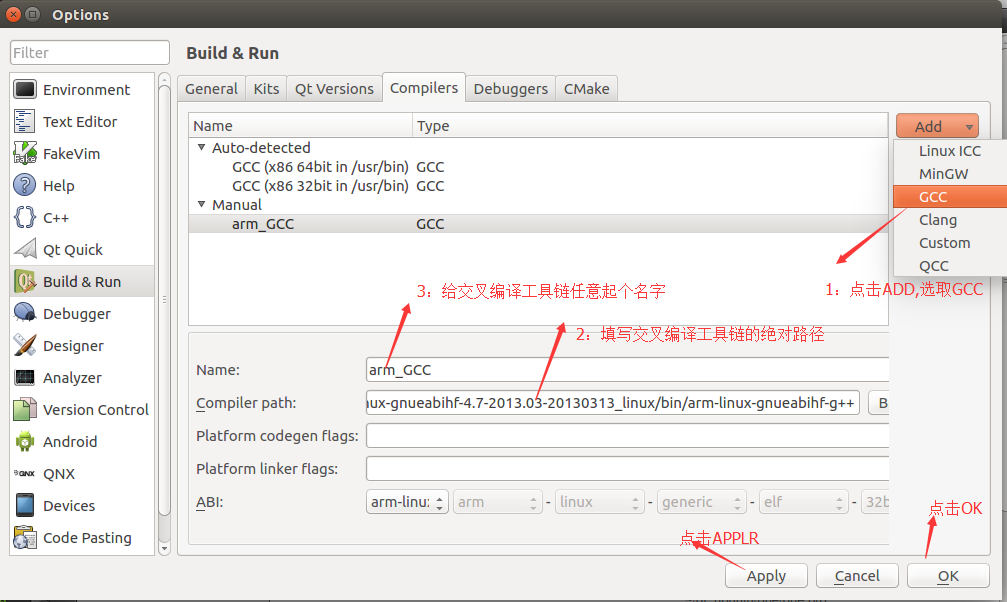 Options
Filter
Build & Run
Environment
Text Editor
FakeVim
Help
C++
Qt Quick
Build & Run
Debugger
Designer
Analyzer
Version Control
Android
QNX
Devices
Code Pasting
General Kits Qt Versions Compilers Debuggers CMake
Name Type
Auto-detected
GCC (x86 64bit in /usr/bin) GCC
GCC (x86 32bit in /usr/bin) GCC
Manual
arm_GCC GCC
Add
Linux ICC
MinGW
GCC
Clang
Custom
QCC
1：点击ADD,选取GCC
3：给交叉编译工具链任意起个名字
2：填写交叉编译工具链的绝对路径
Name: arm_GCC
Compiler path: ux-gnueabihf-4.7-2013.03-20130313_linux/bin/arm-linux-gnueabihf-g++ B
Platform codegen flags:
Platform linker flags:
ABI: arm-linu: arm - linux - generic - elf - 32b
点击OK
点击APPLR
Apply Cancel OK